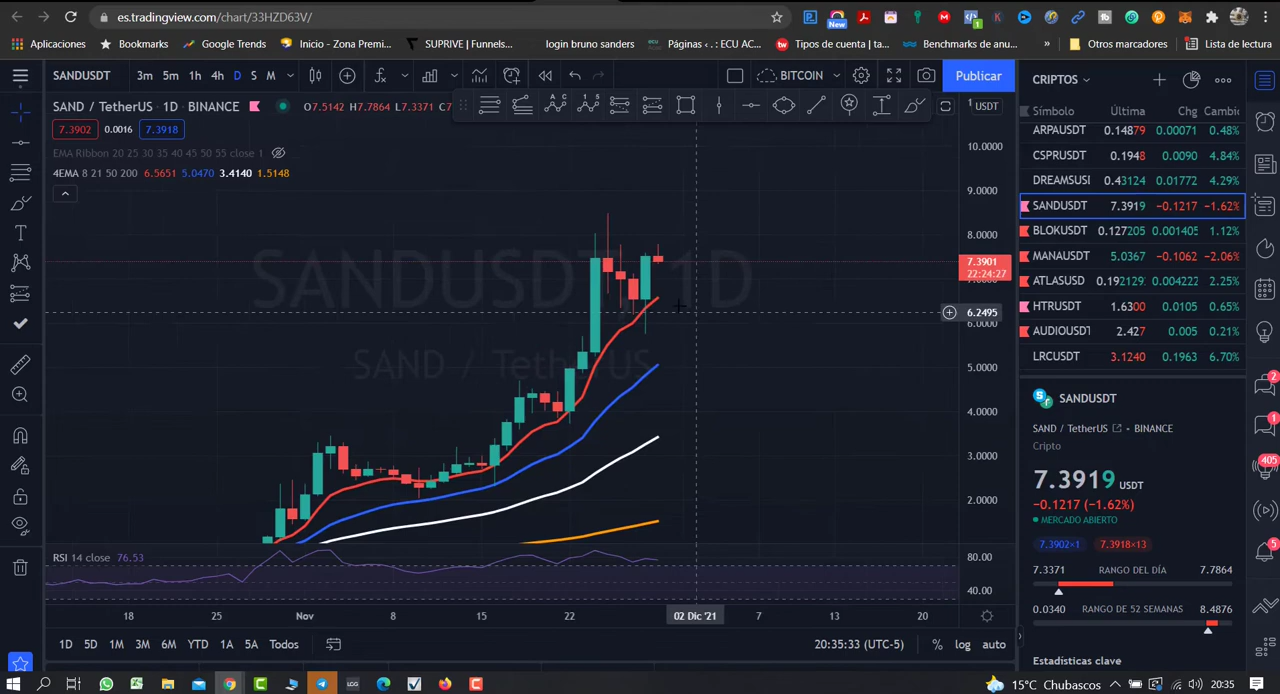 es.tradingview.com/chart/33HZD63V/
New
Aplicaciones Bookmarks Google Trends Inicio - Zona Premi... SUPRIVE | Funnels... login bruno sanders Páginas ‹ . : ECU AC... Tipos de cuenta | ta... Benchmarks de anu... » Otros marcadores Lista de lectura
SANDUSDT 3m 5m 1h 4h D S M BITCOIN Publicar CRIPTOS
SAND / TetherUS · 1D · BINANCE O7.5142 H7.7864 L7.3371 C7
USDT
7.3902 0.0016 7.3918
EMA Ribbon 20 25 30 35 40 45 50 55 close 1
4EMA 8 21 50 200 6.5651 5.0470 3.4140 1.5148
SANDUSDT, 1D
SAND / TetherUS
10.0000
9.0000
8.0000
7.3901
22:24:27
6.2495
6.0000
5.0000
4.0000
3.0000
2.0000
RSI 14 close 76.53
80.00
40.00
18 25 Nov 8 15 22 02 Dic '21 7 13 20
1D 5D 1M 3M 6M YTD 1A 5A Todos 20:35:33 (UTC-5) % log auto
Símbolo Última Chg Cambic
ARPAUSDT 0.14879 0.00071 0.48%
CSPRUSDT 0.1948 0.0090 4.84%
DREAMSUSI 0.43124 0.01772 4.29%
SANDUSDT 7.3919 −0.1217 −1.62%
BLOKUSDT 0.127205 0.001405 1.12%
MANAUSDT 5.0367 −0.1062 −2.06%
ATLASUSD 0.192129 0.004222 2.25%
HTRUSDT 1.6300 0.0105 0.65%
AUDIOUSDT 2.427 0.005 0.21%
LRCUSDT 3.1240 0.1963 6.70%
SANDUSDT
SAND / TetherUS · BINANCE
Cripto
7.3919 USDT
−0.1217 (−1.62%)
MERCADO ABIERTO
7.3902×1 7.3918×13
7.3371 RANGO DEL DÍA 7.7864
0.0340 RANGO DE 52 SEMANAS 8.4876
Estadísticas clave
2
1
405
5
15°C Chubascos 20:35